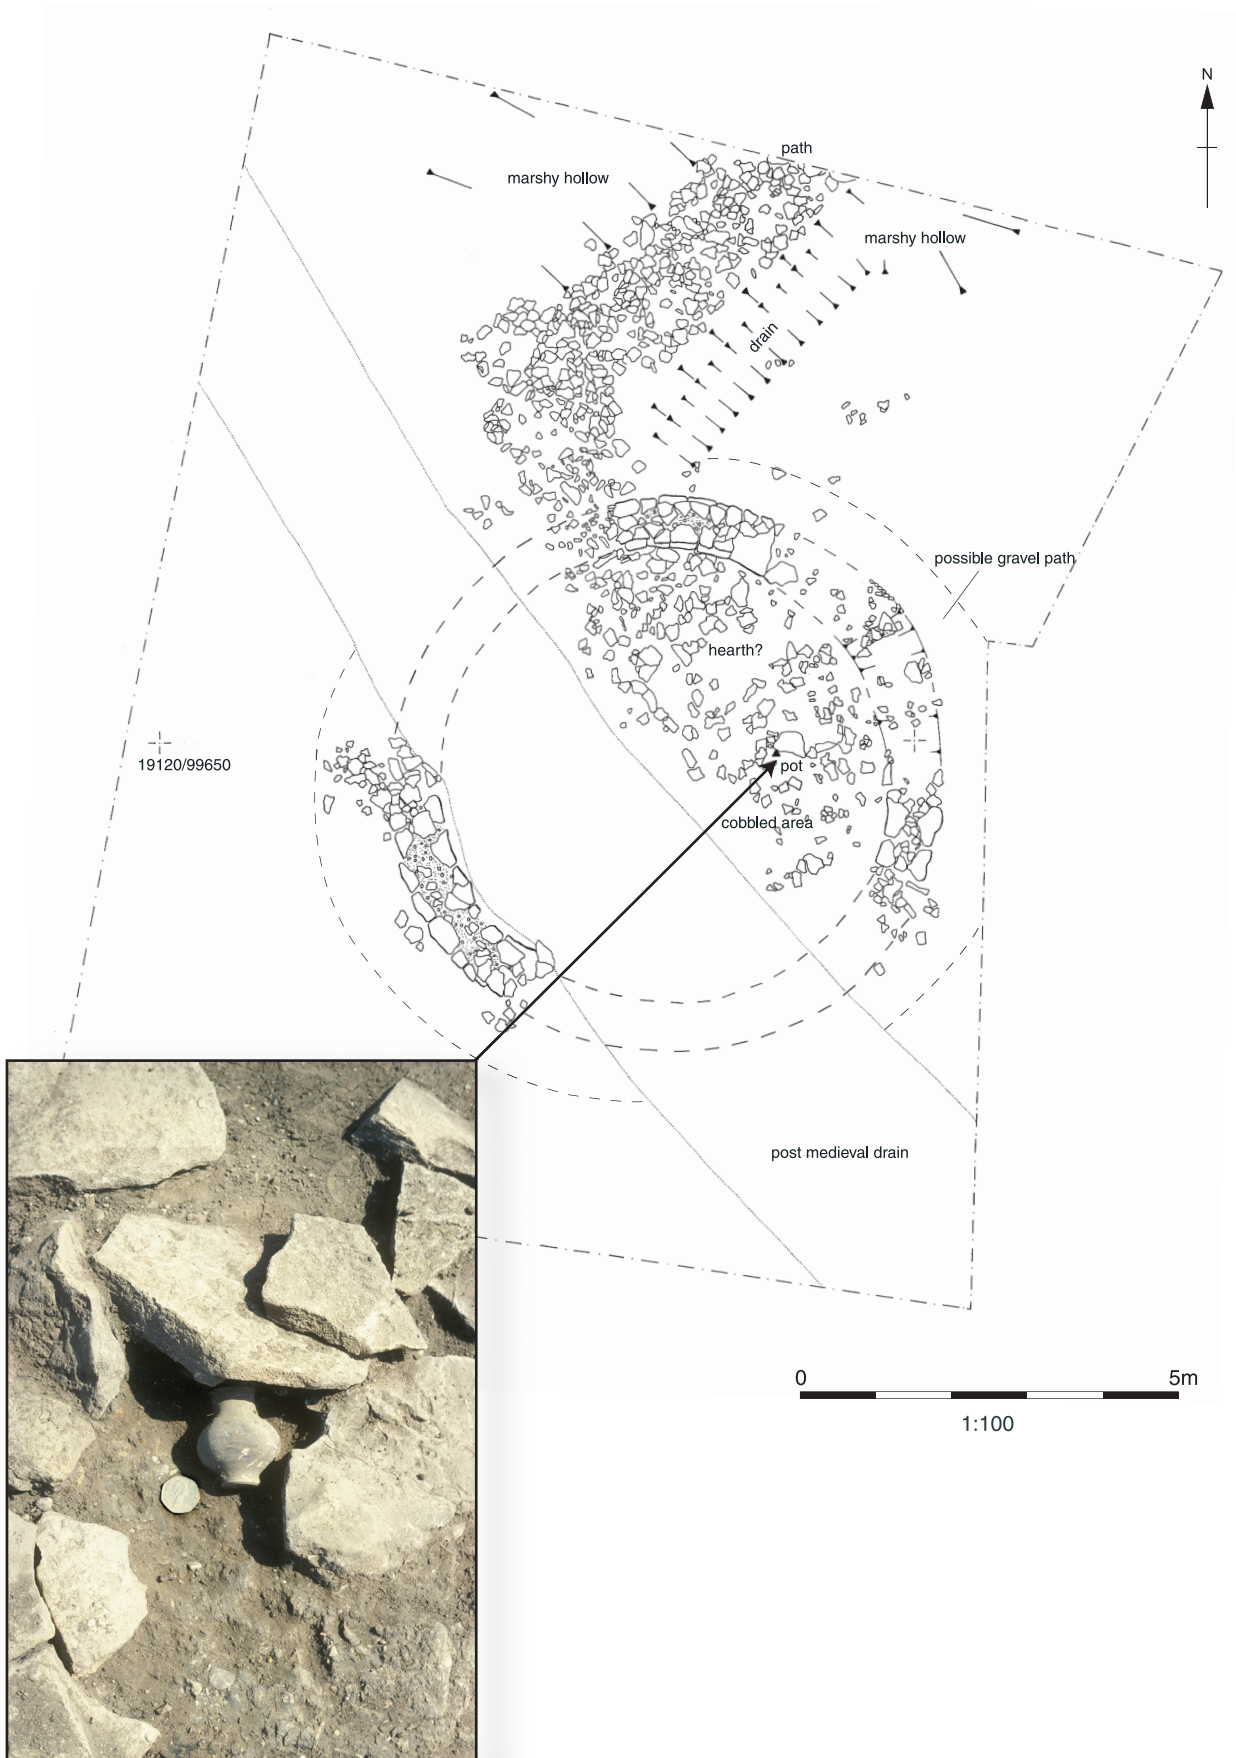 N
path
marshy hollow
marshy hollow
drain
possible gravel path
hearth?
19120/99650
pot
cobbled area
post medieval drain
0 5m
1:100